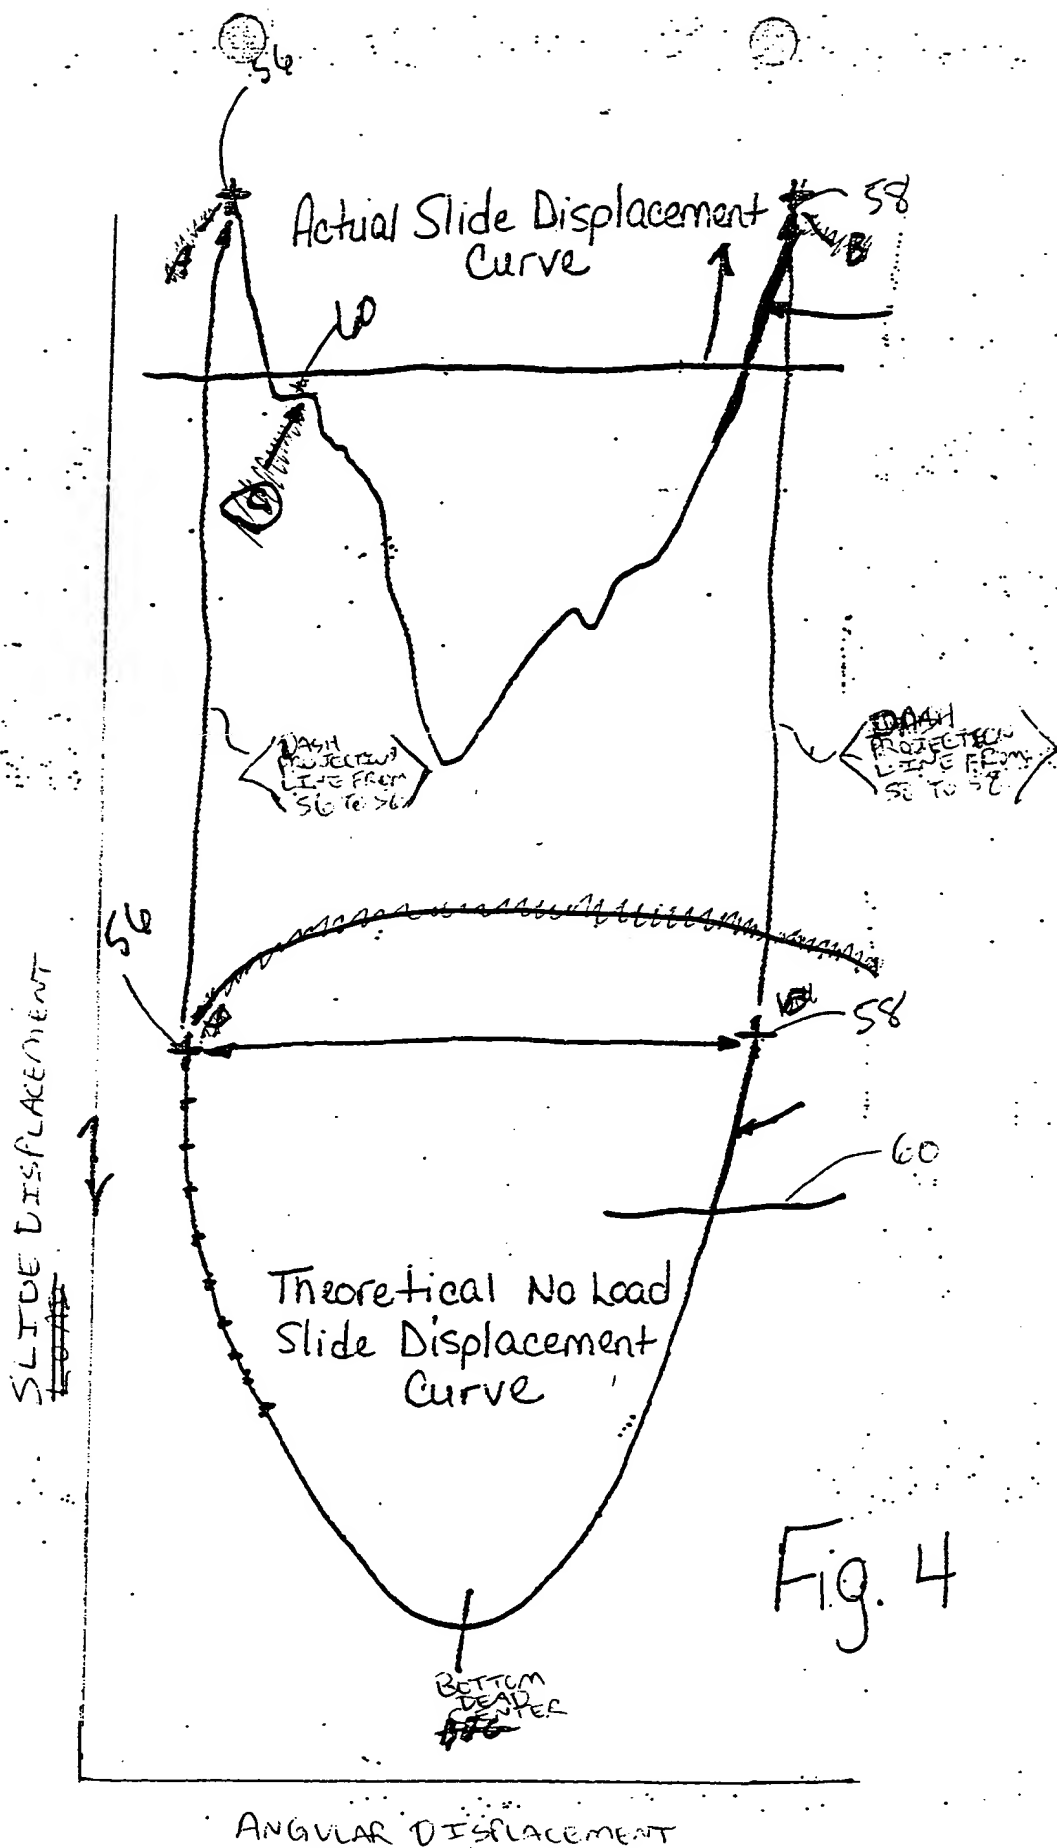 56
58
Actual Slide Displacement
Curve
60
B
DASH
PROJECTION
LINE FROM
56 TO 56
DASH
PROJECTION
LINE FROM
58 TO 58
56
58
60
SLIDE DISPLACEMENT
LOAD
Theoretical No Load
Slide Displacement
Curve
Fig. 4
BOTTOM
DEAD
CENTER
ANGULAR DISPLACEMENT